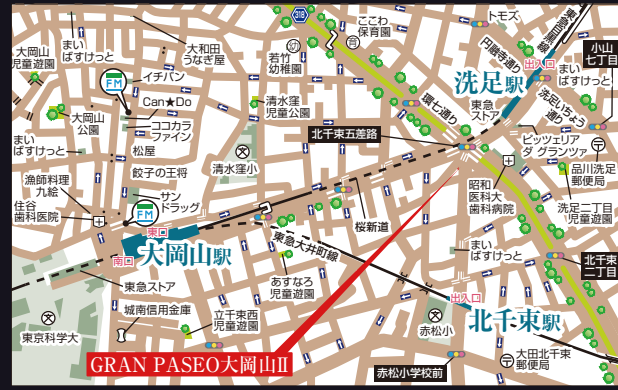 318
トモズ
東急目黒線
ここわ
保育園
円融寺通り
出入口
小山
七丁目
まい
ばすけっと
大和田
うなぎ屋
若竹
幼稚園
大岡山
児童遊園
イチバン
FM
Can★Do
洗足駅
まい
ばすけっと
環七通り
東急
ストア
洗足いちょう
通り
清水窪
児童公園
大岡山
公園
ココカラ
ファイン
北千束五差路
ピッツェリア
ダ グランツァ
まい
ばすけっと
松屋
餃子の王将
清水窪小
品川洗足
郵便局
漁師料理
九絵
昭和
医科大
歯科病院
洗足二丁目
児童遊園
サン
ドラッグ
住谷
歯科医院
FM
東口
桜新道
大岡山駅
東急大井町線
南口
まい
ばすけっと
北千束
二丁目
東急ストア
あすなろ
児童遊園
出入口
北千束駅
城南信用金庫
立千束西
児童遊園
赤松小
東京科学大
大田北千束
郵便局
GRAN PASEO大岡山II
赤松小学校前